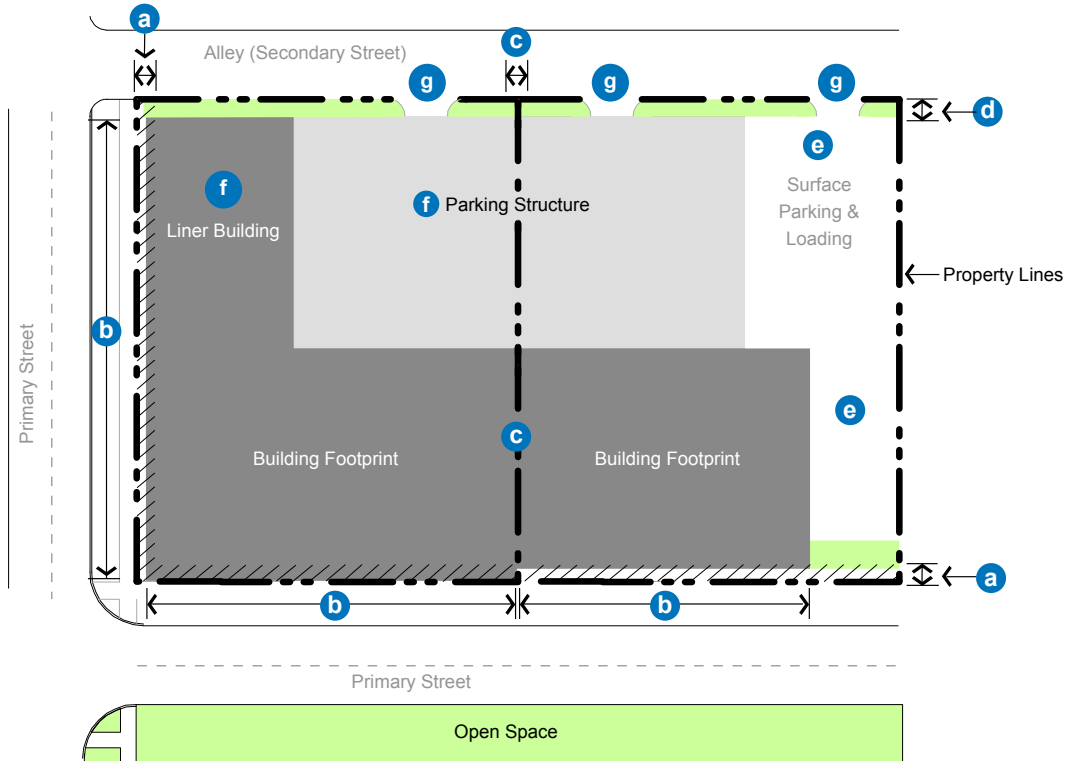 a
Alley (Secondary Street)
c
g
g
g
d
e
f
f Parking Structure
Surface
Parking &
Loading
Liner Building
Property Lines
b
Primary Street
e
c
Building Footprint
Building Footprint
a
b
b
Primary Street
Open Space